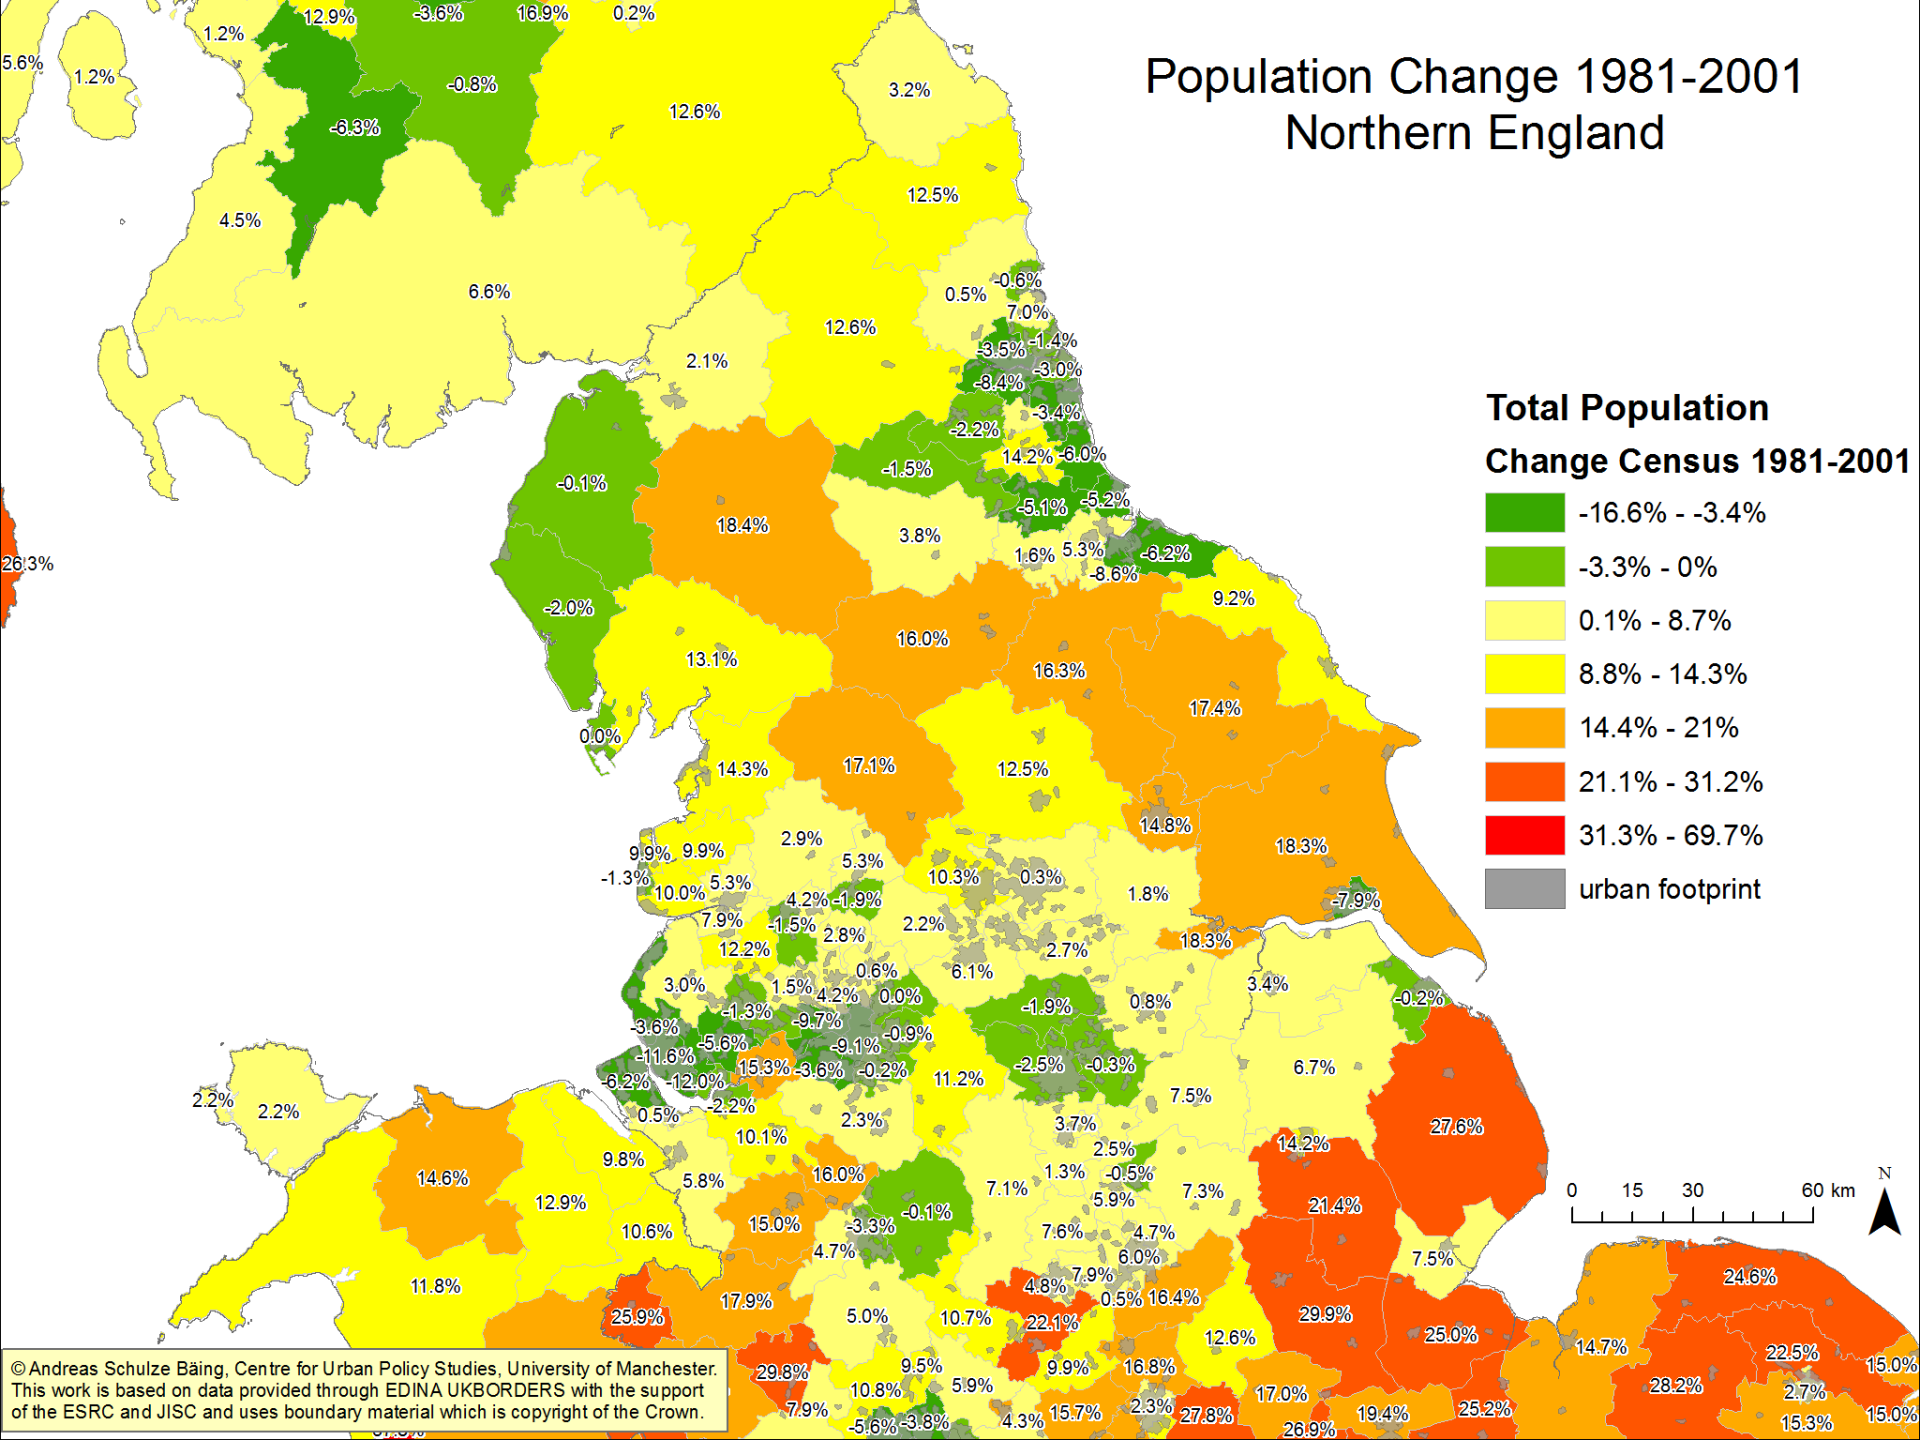 Population Change 1981-2001
Northern England
Total Population
Change Census 1981-2001
-16.6% - -3.4%
-3.3% - 0%
0.1% - 8.7%
8.8% - 14.3%
14.4% - 21%
21.1% - 31.2%
31.3% - 69.7%
urban footprint
N
0 15 30 60 km
12.9% -3.6% 16.9% 0.2%
1.2%
5.6% 1.2% -0.8% 3.2%
12.6%
-6.3%
12.5%
4.5%
-0.6%
6.6% 0.5%
7.0%
12.6%
-1.4%
-3.5%
2.1% -3.0%
-8.4%
-3.4%
-2.2%
14.2% -6.0%
-1.5%
-0.1%
-5.2%
-5.1%
18.4% 3.8%
1.6% 5.3% -6.2%
26.3%
-8.6%
9.2%
-2.0%
16.0%
13.1% 16.3%
17.4%
0.0%
14.3% 17.1% 12.5%
14.8%
2.9% 18.3%
9.9% 9.9%
5.3%
-1.3% 5.3% 10.3% 0.3%
10.0% 1.8%
4.2% -1.9% -7.9%
7.9% -1.5% 2.2%
2.8% 18.3%
12.2% 2.7%
0.6% 6.1%
3.0% 1.5% 3.4%
4.2% 0.0% 0.8% -0.2%
-1.3% -1.9%
-3.6% -9.7%
-5.6% -9.1% -0.9%
-11.6%
15.3% -3.6% -0.2% -2.5% -0.3% 6.7%
-6.2% -12.0% 11.2%
2.2% 2.2% -2.2% 7.5%
0.5% 2.3% 3.7% 27.6%
10.1% 14.2%
9.8% 2.5%
14.6% 5.8% 16.0% 1.3% -0.5%
7.1% 7.3%
12.9% 5.9% 21.4%
15.0% -3.3% -0.1%
10.6% 7.6% 4.7%
4.7% 6.0% 7.5%
11.8% 4.8% 7.9% 24.6%
17.9% 0.5% 16.4%
25.9% 5.0% 10.7% 22.1% 29.9%
12.6% 25.0%
14.7% 22.5%
29.8% 9.5% 9.9% 16.8% 15.0%
10.8% 5.9% 17.0% 28.2% 2.7%
7.9% 2.3%
-5.6% -3.8% 4.3% 15.7% 27.8% 19.4% 25.2% 15.3% 15.0%
26.9%
© Andreas Schulze Bäing, Centre for Urban Policy Studies, University of Manchester.
This work is based on data provided through EDINA UKBORDERS with the support
of the ESRC and JISC and uses boundary material which is copyright of the Crown.